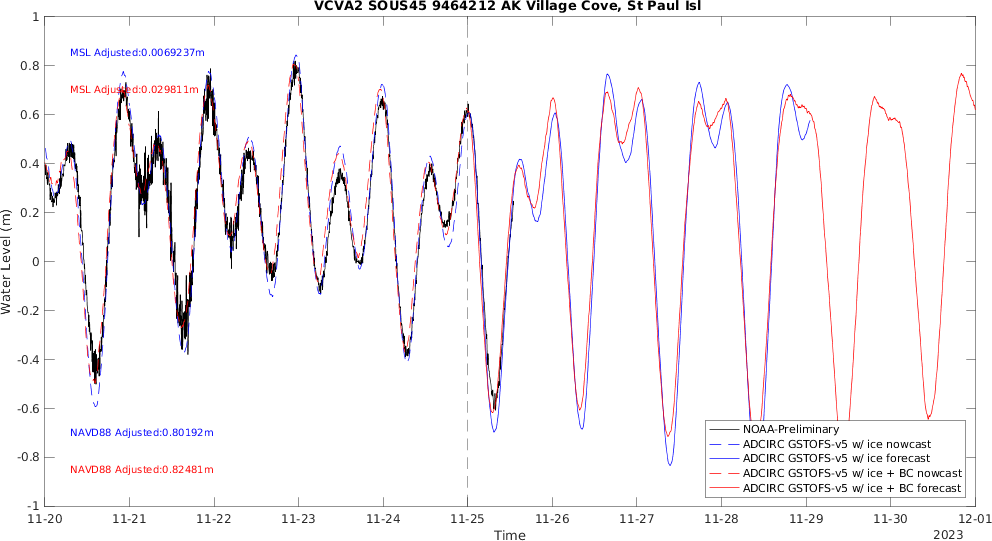 VCVA2 SOUS45 9464212 AK Village Cove, St Paul Isl
MSL Adjusted:0.0069237m
MSL Adjusted:0.029811m
NAVD88 Adjusted:0.80192m
NAVD88 Adjusted:0.82481m
Water Level (m)
1
0.8
0.6
0.4
0.2
0
-0.2
-0.4
-0.6
-0.8
-1
NOAA-Preliminary
ADCIRC GSTOFS-v5 w/ ice nowcast
ADCIRC GSTOFS-v5 w/ ice forecast
ADCIRC GSTOFS-v5 w/ ice + BC nowcast
ADCIRC GSTOFS-v5 w/ ice + BC forecast
11-20 11-21 11-22 11-23 11-24 11-25 11-26 11-27 11-28 11-29 11-30 12-01
Time
2023